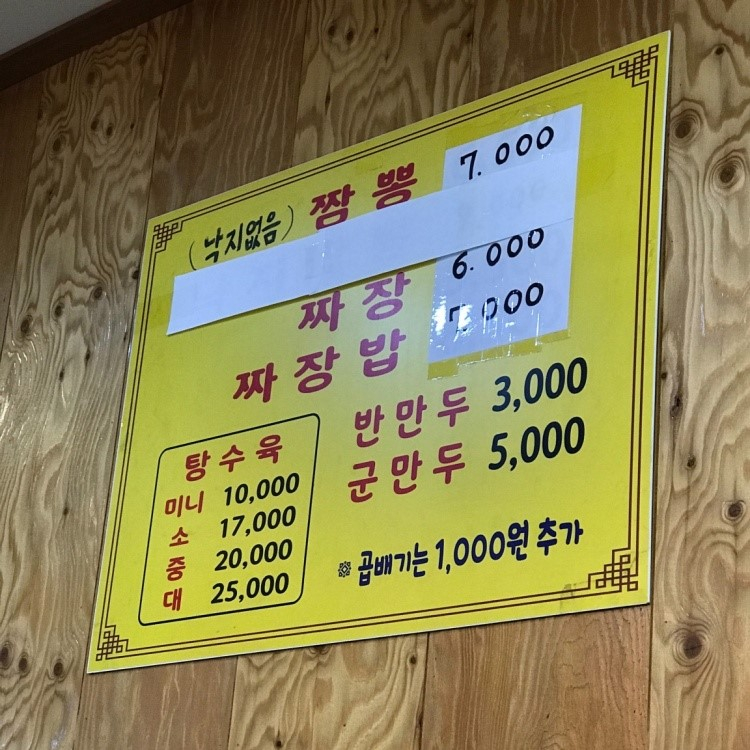 (낙지없음) 짬뽕 7.000
짜장 6.000
짜장밥 7.000
반만두 3,000
군만두 5,000
탕수육
미니 10,000
소 17,000
중 20,000
대 25,000
※ 곱배기는 1,000원 추가